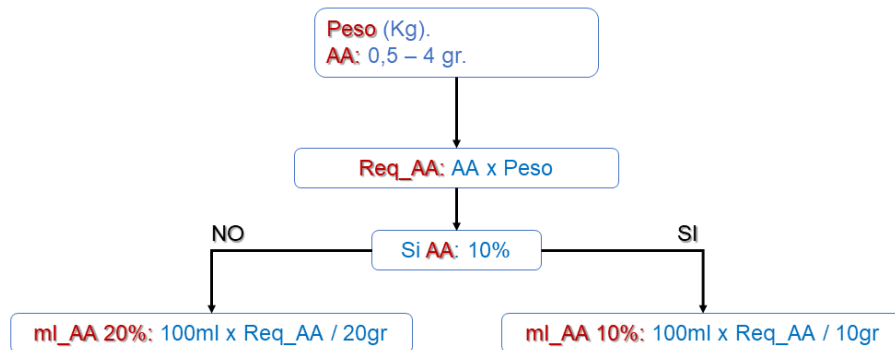 Peso (Kg).
AA: 0,5 – 4 gr.
Req_AA: AA x Peso
NO
Si AA: 10%
SI
ml_AA 20%: 100ml x Req_AA / 20gr
ml_AA 10%: 100ml x Req_AA / 10gr